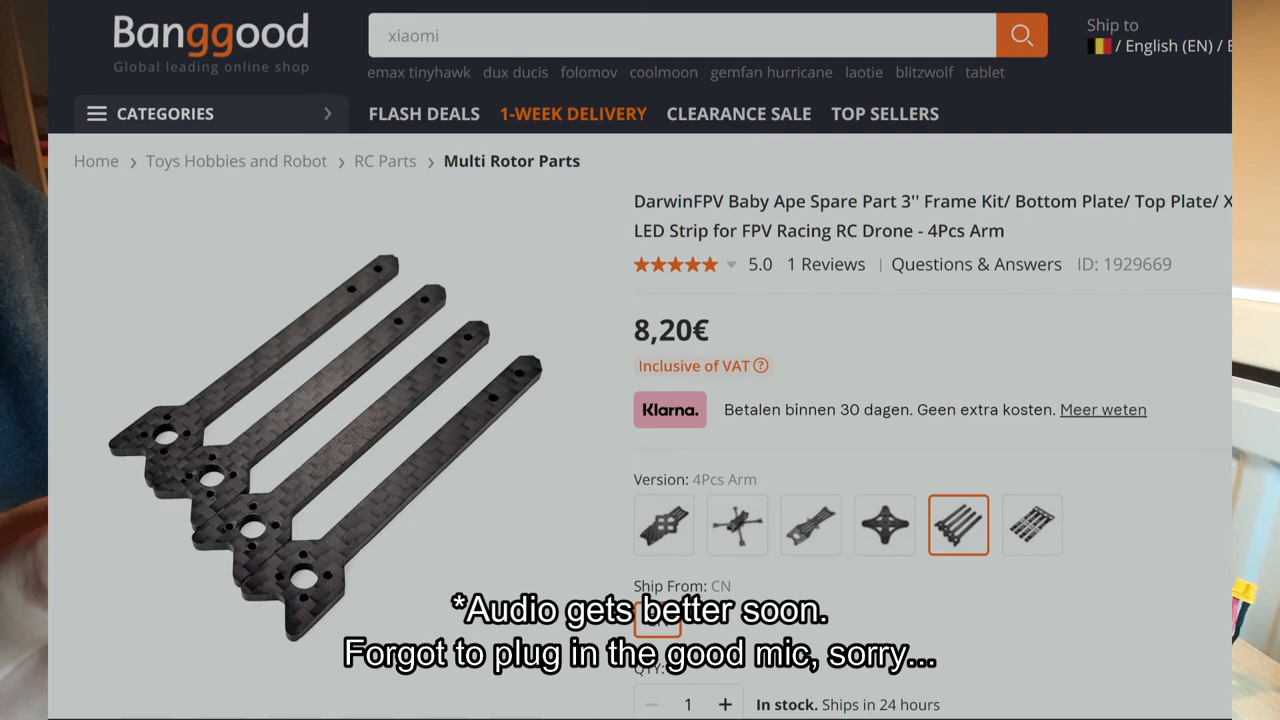 Banggood
Global leading online shop
xiaomi
Ship to
/ English (EN) / E
emax tinyhawk dux ducis folomov coolmoon gemfan hurricane laotie blitzwolf tablet
CATEGORIES
FLASH DEALS 1-WEEK DELIVERY CLEARANCE SALE TOP SELLERS
Home > Toys Hobbies and Robot > RC Parts > Multi Rotor Parts
DarwinFPV Baby Ape Spare Part 3'' Frame Kit/ Bottom Plate/ Top Plate/ X
LED Strip for FPV Racing RC Drone - 4Pcs Arm
5.0 1 Reviews | Questions & Answers ID: 1929669
8,20€
Inclusive of VAT
Klarna. Betalen binnen 30 dagen. Geen extra kosten. Meer weten
Version: 4Pcs Arm
Ship From: CN
*Audio gets better soon.
Forgot to plug in the good mic, sorry...
1 + In stock. Ships in 24 hours